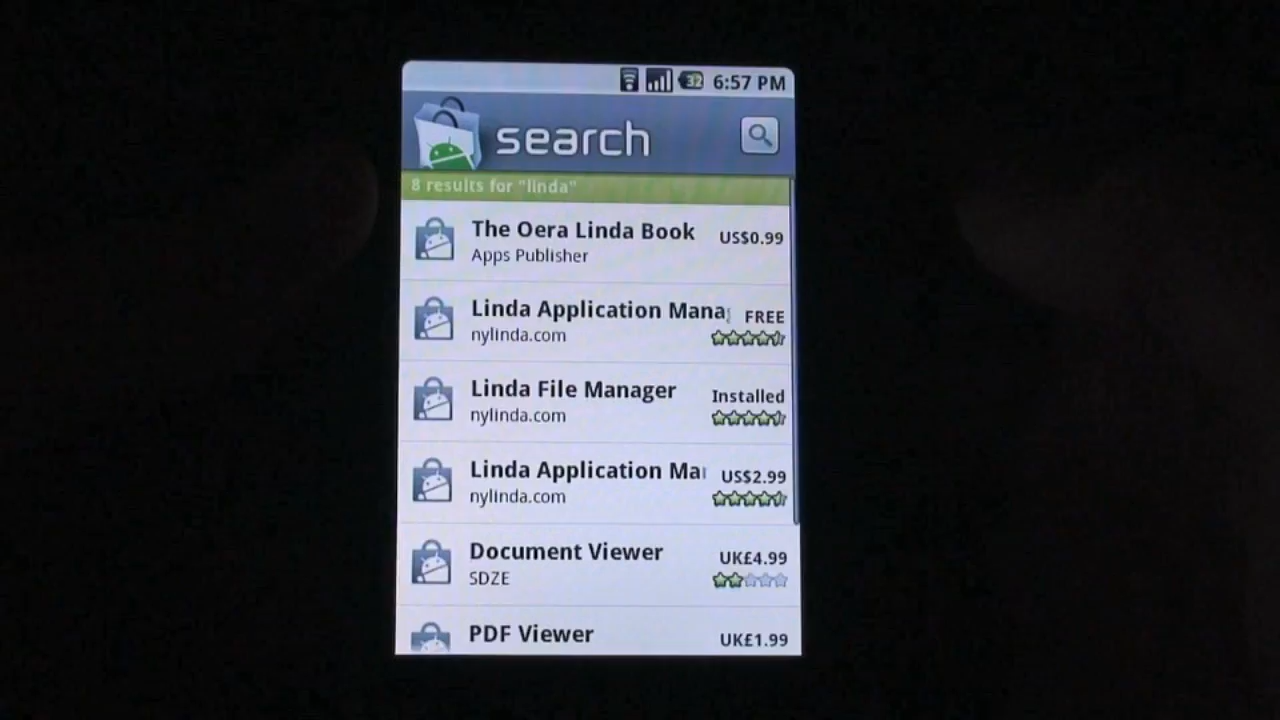 32 6:57 PM
search
8 results for "linda"
The Oera Linda Book US$0.99
Apps Publisher
Linda Application Mana FREE
nylinda.com
Linda File Manager Installed
nylinda.com
Linda Application Ma US$2.99
nylinda.com
Document Viewer UK£4.99
SDZE
PDF Viewer UK£1.99